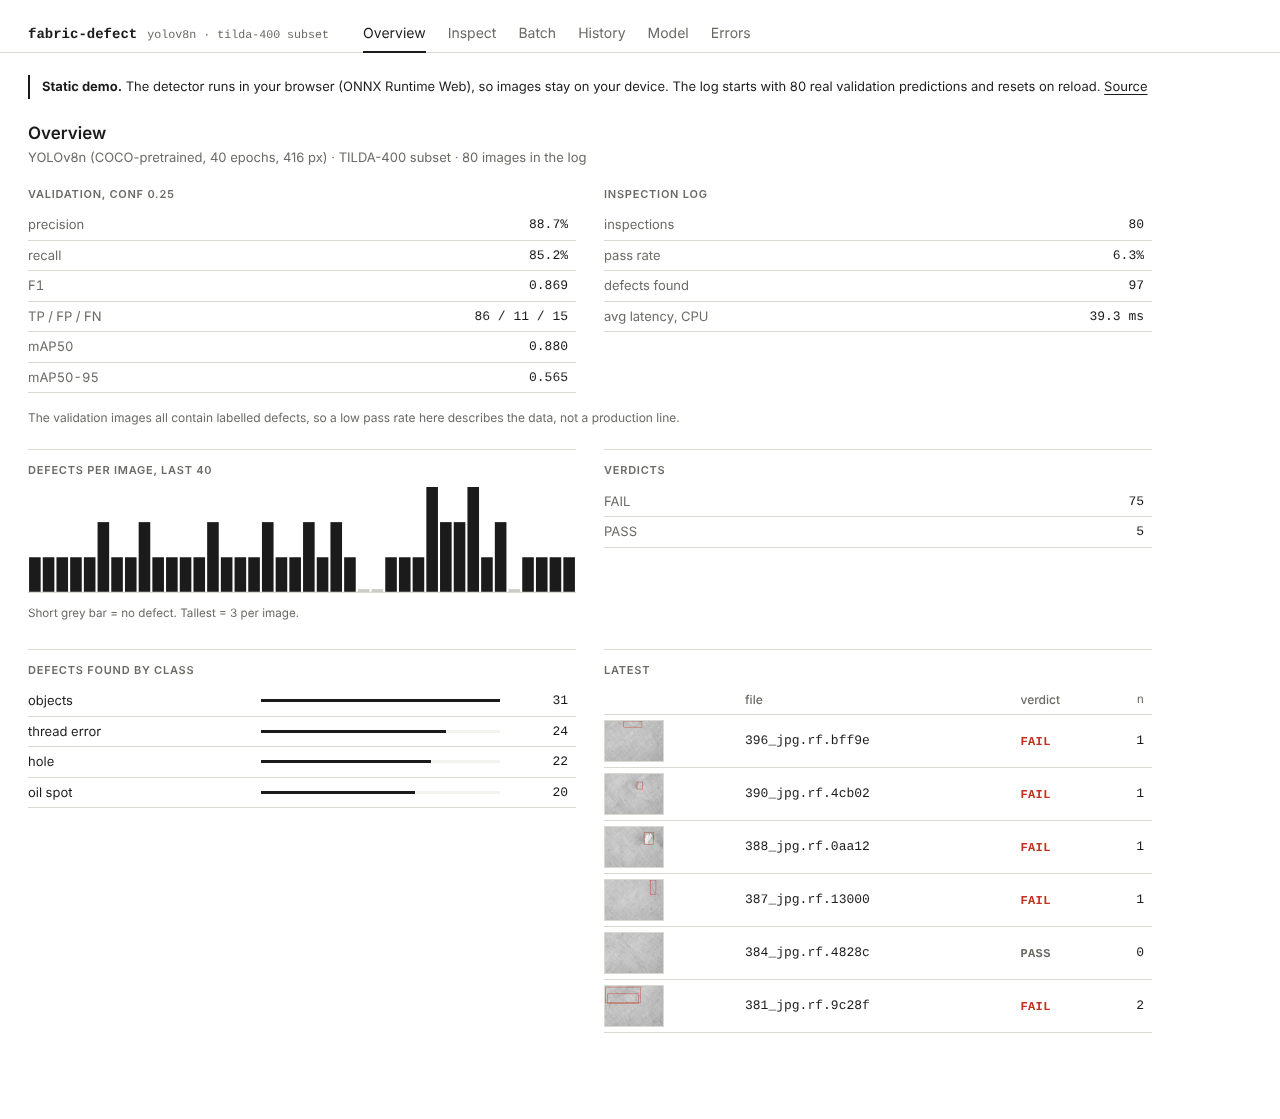 fabric-defect yolov8n · tilda-400 subset Overview Inspect Batch History Model Errors
Static demo. The detector runs in your browser (ONNX Runtime Web), so images stay on your device. The log starts with 80 real validation predictions and resets on reload. Source
Overview
YOLOv8n (COCO-pretrained, 40 epochs, 416 px) · TILDA-400 subset · 80 images in the log
VALIDATION, CONF 0.25
precision 88.7%
recall 85.2%
F1 0.869
TP / FP / FN 86 / 11 / 15
mAP50 0.880
mAP50-95 0.565
INSPECTION LOG
inspections 80
pass rate 6.3%
defects found 97
avg latency, CPU 39.3 ms
The validation images all contain labelled defects, so a low pass rate here describes the data, not a production line.
DEFECTS PER IMAGE, LAST 40
Short grey bar = no defect. Tallest = 3 per image.
VERDICTS
FAIL 75
PASS 5
DEFECTS FOUND BY CLASS
objects 31
thread error 24
hole 22
oil spot 20
LATEST
file verdict n
396_jpg.rf.bff9e FAIL 1
390_jpg.rf.4cb02 FAIL 1
388_jpg.rf.0aa12 FAIL 1
387_jpg.rf.13000 FAIL 1
384_jpg.rf.4828c PASS 0
381_jpg.rf.9c28f FAIL 2